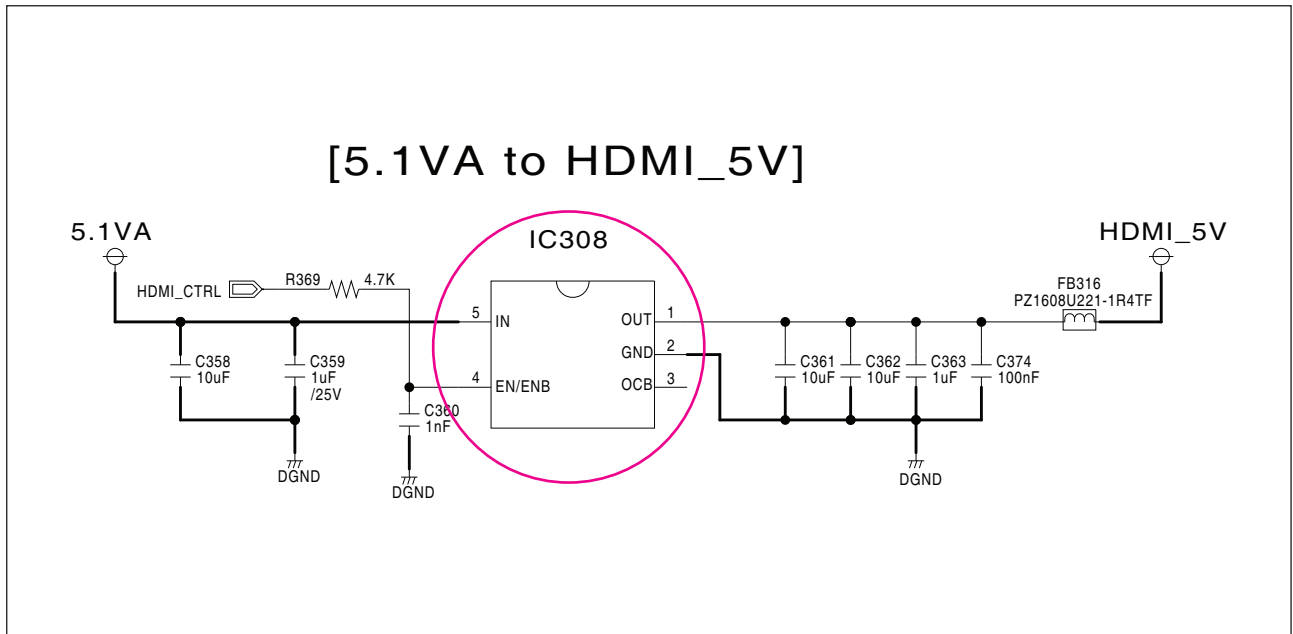 [5.1VA to HDMI_5V]
5.1VA
IC308
HDMI_5V
HDMI_CTRL
R369
4.7K
FB316
PZ1608U221-1R4TF
5
IN
OUT
1
GND
2
4
EN/ENB
OCB
3
C358
10uF
C359
1uF
/25V
C360
1nF
C361
10uF
C362
10uF
C363
1uF
C374
100nF
DGND
DGND
DGND